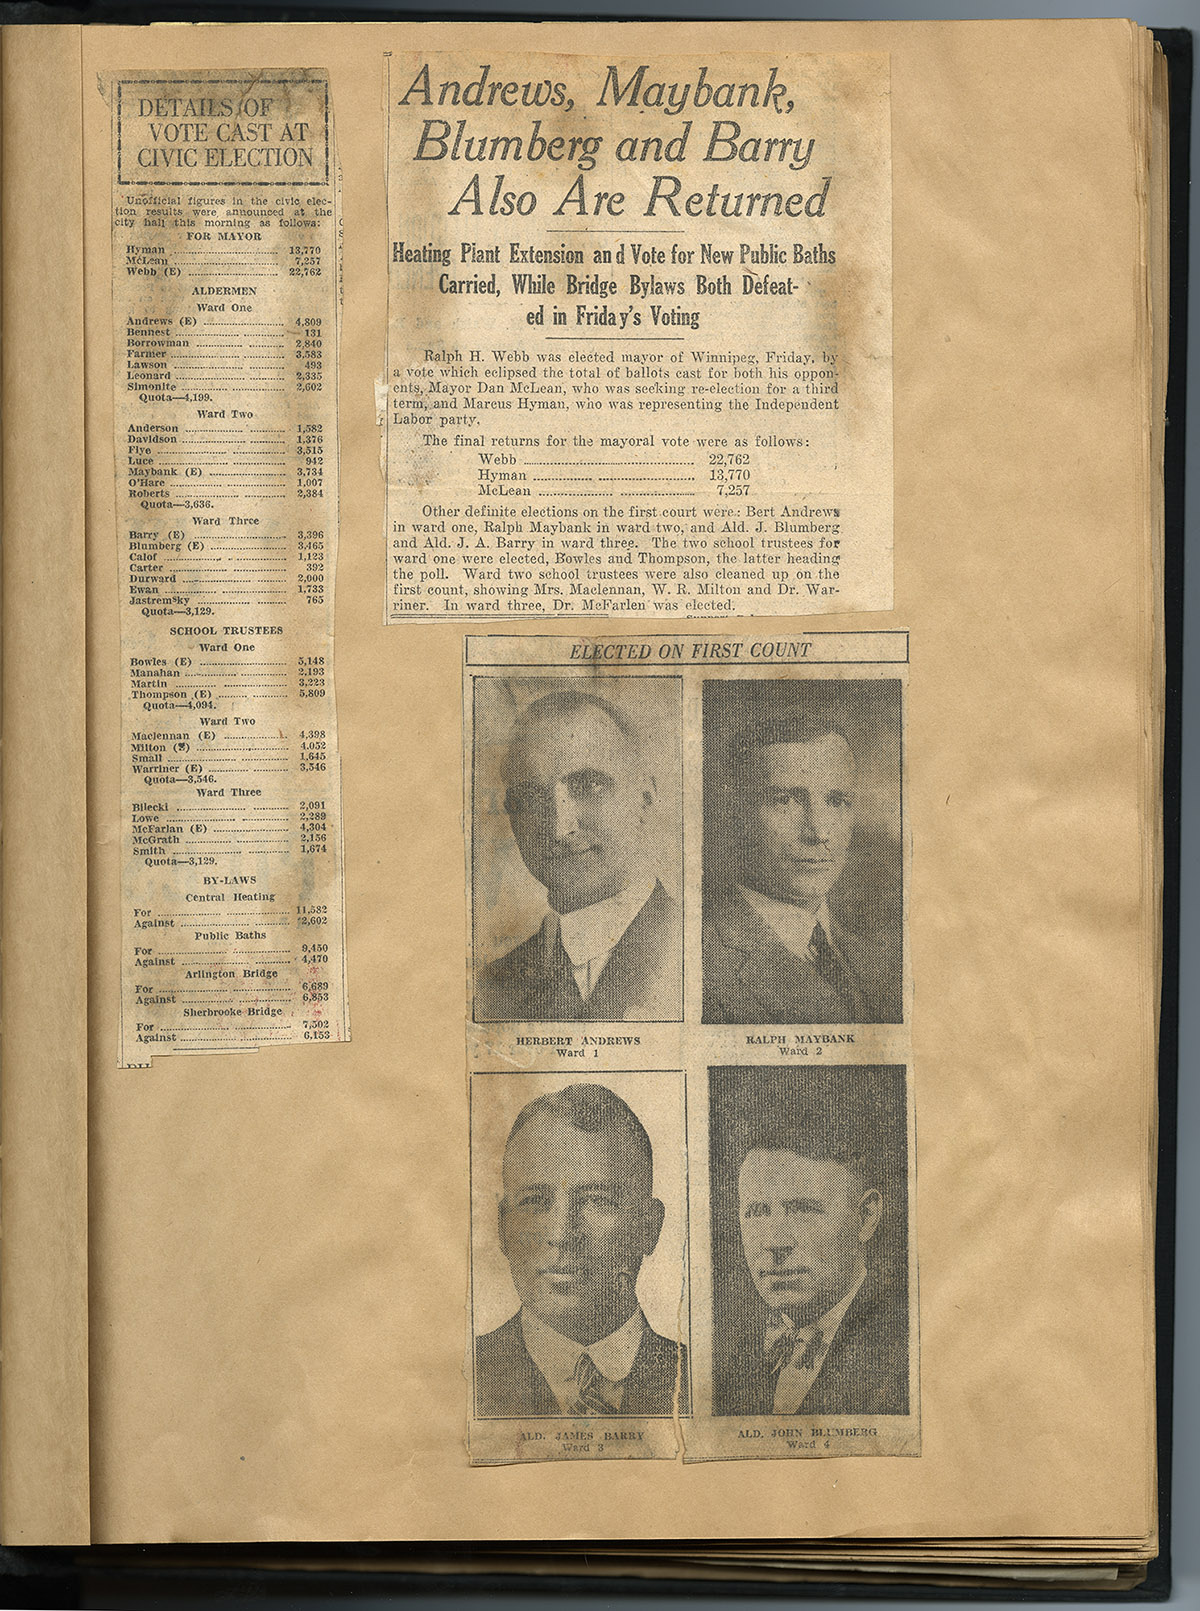 DETAILS OF
VOTE CAST AT
CIVIC ELECTION
Unofficial figures in the civic elec-
tion results were announced at the
city hall this morning as follows:
FOR MAYOR
Hyman 13,770
McLean 7,257
Webb (E) 22,762
ALDERMEN
Ward One
Andrews (E) 4,809
Bennest 131
Borrowman 2,840
Farmer 3,583
Lawson 493
Leonard 2,335
Simonite 2,602
Quota—4,199.
Ward Two
Anderson 1,582
Davidson 1,376
Flye 3,515
Luce 942
Maybank (E) 3,734
O'Hare 1,007
Roberts 2,384
Quota—3,636.
Ward Three
Barry (E) 3,396
Blumberg (E) 3,465
Calof 1,123
Carter 392
Durward 2,000
Ewan 1,733
Jastremsky 765
Quota—3,129.
SCHOOL TRUSTEES
Ward One
Bowles (E) 5,148
Manahan 2,193
Martin 3,223
Thompson (E) 5,809
Quota—4,094.
Ward Two
Maclennan (E) 4,398
Milton (E) 4.052
Small 1,645
Warriner (E) 3,546
Quota—3,546.
Ward Three
Bilecki 2,091
Lowe 2,289
McFarlan (E) 4,304
McGrath 2,156
Smith 1,674
Quota—3,129.
BY-LAWS
Central Heating
For 11,582
Against 2,602
Public Baths
For 9,450
Against 4,470
Arlington Bridge
For 6,689
Against 6,853
Sherbrooke Bridge
For 7,502
Against 6,153
Andrews, Maybank,
Blumberg and Barry
Also Are Returned
Heating Plant Extension and Vote for New Public Baths
Carried, While Bridge Bylaws Both Defeat-
ed in Friday's Voting
Ralph H. Webb was elected mayor of Winnipeg, Friday, by
a vote which eclipsed the total of ballots cast for both his oppon-
ents, Mayor Dan McLean, who was seeking re-election for a third
term, and Marcus Hyman, who was representing the Independent
Labor party.
The final returns for the mayoral vote were as follows:
Webb 22,762
Hyman 13,770
McLean 7,257
Other definite elections on the first court were: Bert Andrews
in ward one, Ralph Maybank in ward two, and Ald. J. Blumberg
and Ald. J. A. Barry in ward three. The two school trustees for
ward one were elected, Bowles and Thompson, the latter heading
the poll. Ward two school trustees were also cleaned up on the
first count, showing Mrs. Maclennan, W. R. Milton and Dr. War-
riner. In ward three, Dr. McFarlen was elected.
ELECTED ON FIRST COUNT
HERBERT ANDREWS
Ward 1
RALPH MAYBANK
Ward 2
ALD. JAMES BARRY
Ward 3
ALD. JOHN BLUMBERG
Ward 4